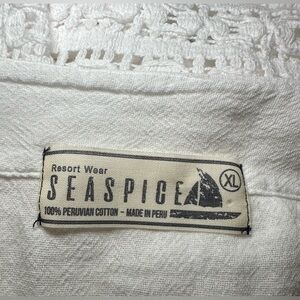 Resort Wear
SEASPICE
XL
100% PERUVIAN COTTON - MADE IN PERU